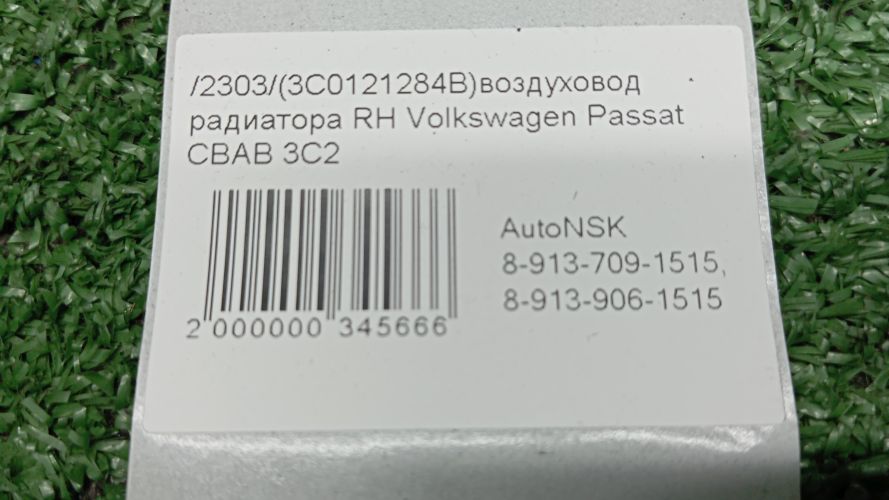 /2303/(3C0121284B)воздуховод
радиатора RH Volkswagen Passat
CBAB 3C2
AutoNSK
8-913-709-1515,
8-913-906-1515
2 000000 345666